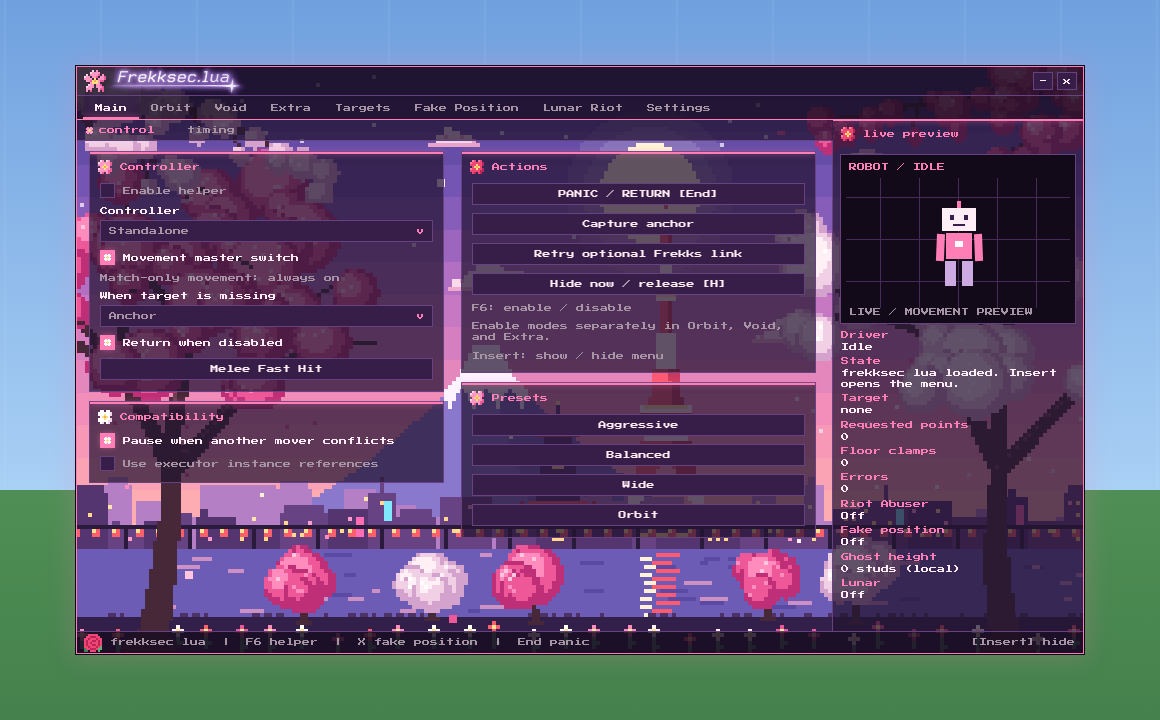 Frekksec.lua
− ×
Main Orbit Void Extra Targets Fake Position Lunar Riot Settings
control timing
Controller
Enable helper
Controller
Standalone v
Movement master switch
Match-only movement: always on
When target is missing
Anchor v
Return when disabled
Melee Fast Hit
Compatibility
Pause when another mover conflicts
Use executor instance references
Actions
PANIC / RETURN [End]
Capture anchor
Retry optional Frekks link
Hide now / release [H]
F6: enable / disable
Enable modes separately in Orbit, Void,
and Extra.
Insert: show / hide menu
Presets
Aggressive
Balanced
Wide
Orbit
live preview
ROBOT / IDLE
LIVE / MOVEMENT PREVIEW
Driver
Idle
State
frekksec lua loaded. Insert
opens the menu.
Target
none
Requested points
0
Floor clamps
0
Errors
0
Riot Abuser
Off
Fake position
Off
Ghost height
0 studs (local)
Lunar
Off
frekksec lua | F6 helper | X fake position | End panic [Insert] hide